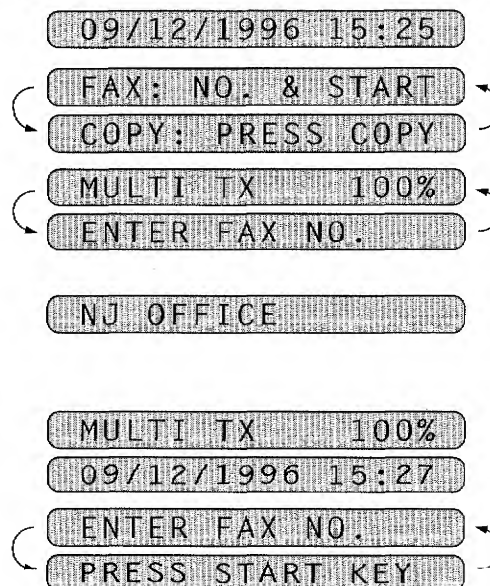 09/12/1996 15:25
FAX: NO. & START
COPY: PRESS COPY
MULTI TX 100%
ENTER FAX NO.
NJ OFFICE
MULTI TX 100%
09/12/1996 15:27
ENTER FAX NO.
PRESS START KEY